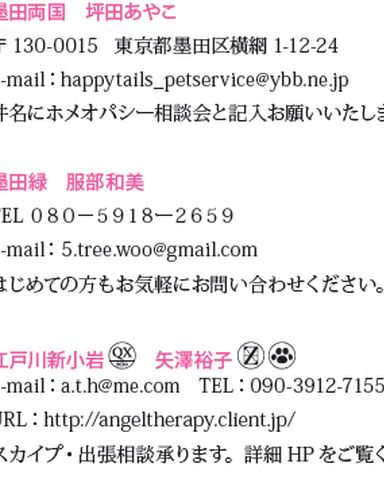 墨田両国 坪田あやこ
〒130-0015 東京都墨田区横網 1-12-24
-mail：happytails_petservice@ybb.ne.jp
件名にホメオパシー相談会と記入お願いいたしま
墨田緑 服部和美
TEL ０８０－５９１８－２６５９
-mail：5.tree.woo@gmail.com
はじめての方もお気軽にお問い合わせください。
江戸川新小岩 QX 矢澤裕子 Z
-mail：a.t.h@me.com TEL：090-3912-7155
URL：http://angeltherapy.client.jp/
スカイプ・出張相談承ります。詳細 HP をご覧く